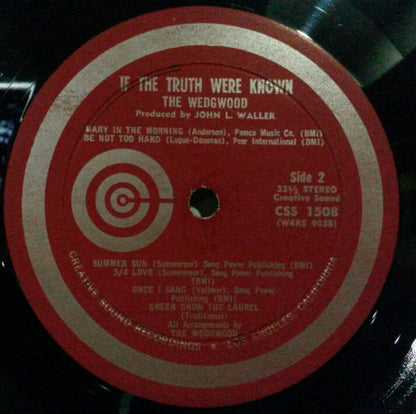 IF THE TRUTH WERE KNOWN
THE WEDGWOOD
Produced by JOHN L. WALLER
MARY IN THE MORNING (Anderson), Pamco Music Co. (BMI)
BE NOT TOO HARD (Logue-Donovan), Peer International (BMI)
Side 2
33⅓ STEREO
Creative Sound
CSS 1508
(W4RS 9038)
SUMMER SUN (Summerour) Song Power Publishing (BMI)
5/4 LOVE (Summerour) Song Power Publishing
(BMI)
ONCE I SANG (Vollmer), Song Power
Publishing (BMI)
GREEN GROW THE LAUREL
(Traditional)
All Arrangements by
THE WEDGWOOD
CREATIVE SOUND RECORDINGS • LOS ANGELES, CALIFORNIA